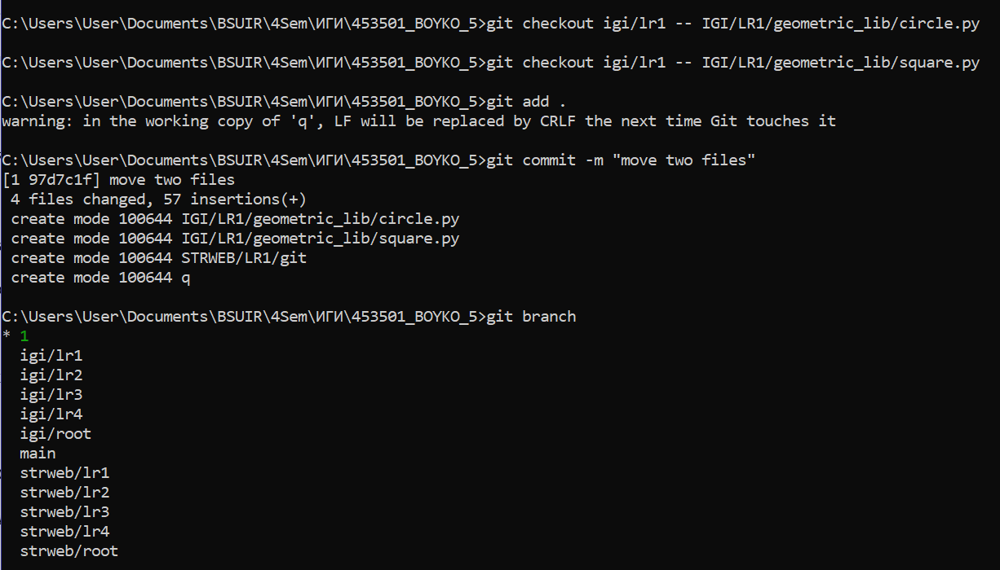 C:\Users\User\Documents\BSUIR\4Sem\ИГИ\453501_BOYKO_5>git checkout igi/lr1 -- IGI/LR1/geometric_lib/circle.py
C:\Users\User\Documents\BSUIR\4Sem\ИГИ\453501_BOYKO_5>git checkout igi/lr1 -- IGI/LR1/geometric_lib/square.py
C:\Users\User\Documents\BSUIR\4Sem\ИГИ\453501_BOYKO_5>git add .
warning: in the working copy of 'q', LF will be replaced by CRLF the next time Git touches it
C:\Users\User\Documents\BSUIR\4Sem\ИГИ\453501_BOYKO_5>git commit -m "move two files"
[1 97d7c1f] move two files
 4 files changed, 57 insertions(+)
 create mode 100644 IGI/LR1/geometric_lib/circle.py
 create mode 100644 IGI/LR1/geometric_lib/square.py
 create mode 100644 STRWEB/LR1/git
 create mode 100644 q
C:\Users\User\Documents\BSUIR\4Sem\ИГИ\453501_BOYKO_5>git branch
* 1
  igi/lr1
  igi/lr2
  igi/lr3
  igi/lr4
  igi/root
  main
  strweb/lr1
  strweb/lr2
  strweb/lr3
  strweb/lr4
  strweb/root